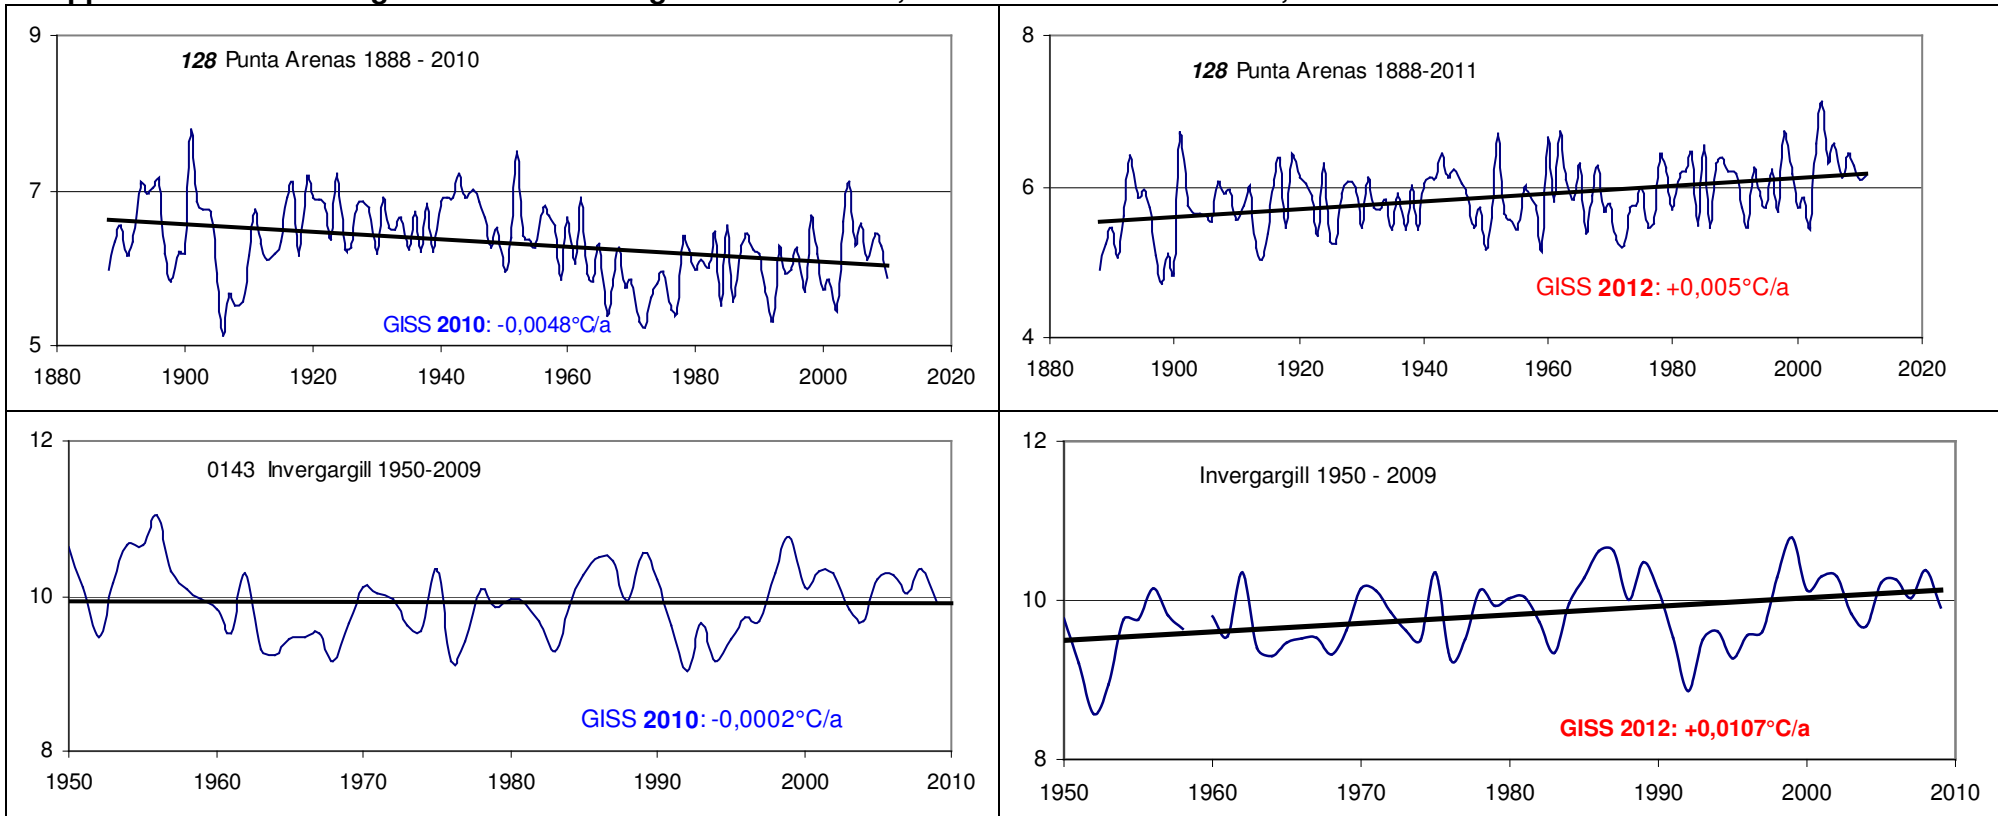 128 Punta Arenas 1888 - 2010
9
7
5
GISS 2010: -0,0048°C/a
1880 1900 1920 1940 1960 1980 2000 2020
128 Punta Arenas 1888-2011
8
6
4
GISS 2012: +0,005°C/a
1880 1900 1920 1940 1960 1980 2000 2020
0143 Invergargill 1950-2009
12
10
8
GISS 2010: -0,0002°C/a
1950 1960 1970 1980 1990 2000 2010
Invergargill 1950 - 2009
12
10
8
GISS 2012: +0,0107°C/a
1950 1960 1970 1980 1990 2000 2010